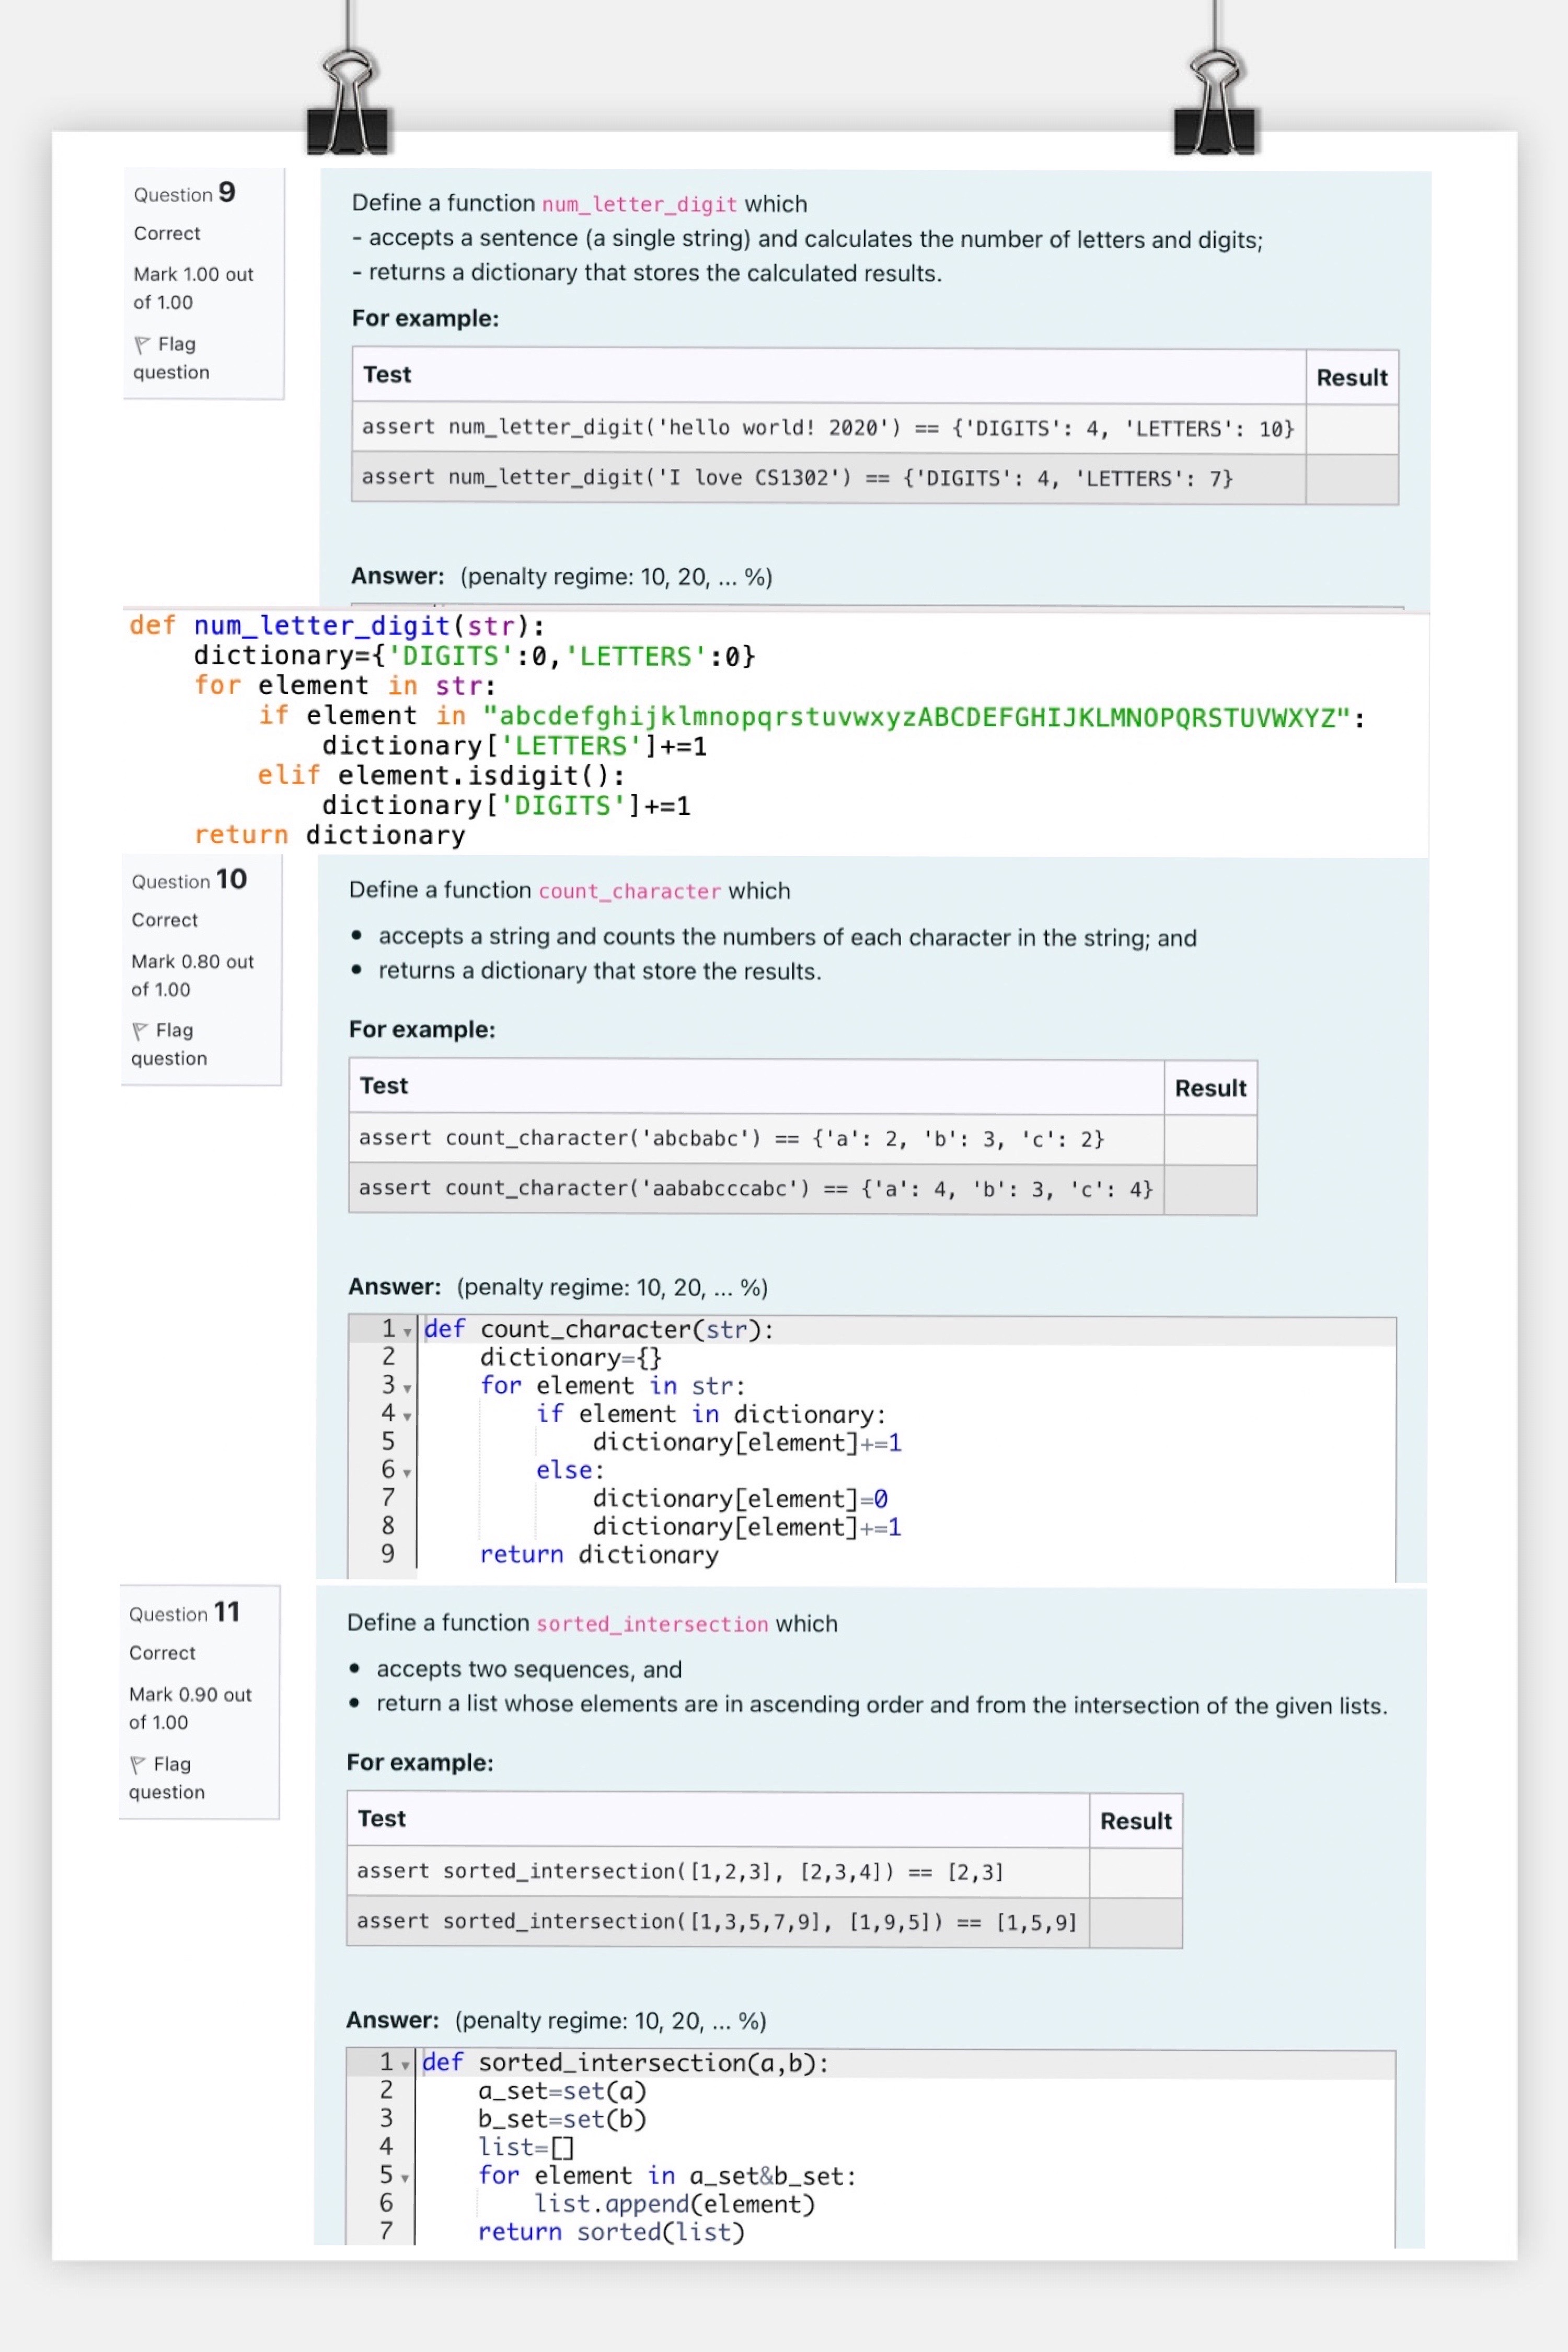 Question 9
Correct
Mark 1.00 out
of 1.00
Flag
question
Define a function num_letter_digit which
- accepts a sentence (a single string) and calculates the number of letters and digits;
- returns a dictionary that stores the calculated results.
For example:
Test Result
assert num_letter_digit('hello world! 2020') == {'DIGITS': 4, 'LETTERS': 10}
assert num_letter_digit('I love CS1302') == {'DIGITS': 4, 'LETTERS': 7}
Answer: (penalty regime: 10, 20, ... %)
def num_letter_digit(str):
    dictionary={'DIGITS':0,'LETTERS':0}
    for element in str:
        if element in "abcdefghijklmnopqrstuvwxyzABCDEFGHIJKLMNOPQRSTUVWXYZ":
            dictionary['LETTERS']+=1
        elif element.isdigit():
            dictionary['DIGITS']+=1
    return dictionary
Question 10
Correct
Mark 0.80 out
of 1.00
Flag
question
Define a function count_character which
• accepts a string and counts the numbers of each character in the string; and
• returns a dictionary that store the results.
For example:
Test Result
assert count_character('abcbabc') == {'a': 2, 'b': 3, 'c': 2}
assert count_character('aababcccabc') == {'a': 4, 'b': 3, 'c': 4}
Answer: (penalty regime: 10, 20, ... %)
1 def count_character(str):
2     dictionary={}
3     for element in str:
4         if element in dictionary:
5             dictionary[element]+=1
6         else:
7             dictionary[element]=0
8             dictionary[element]+=1
9     return dictionary
Question 11
Correct
Mark 0.90 out
of 1.00
Flag
question
Define a function sorted_intersection which
• accepts two sequences, and
• return a list whose elements are in ascending order and from the intersection of the given lists.
For example:
Test Result
assert sorted_intersection([1,2,3], [2,3,4]) == [2,3]
assert sorted_intersection([1,3,5,7,9], [1,9,5]) == [1,5,9]
Answer: (penalty regime: 10, 20, ... %)
1 def sorted_intersection(a,b):
2     a_set=set(a)
3     b_set=set(b)
4     list=[]
5     for element in a_set&b_set:
6         list.append(element)
7     return sorted(list)